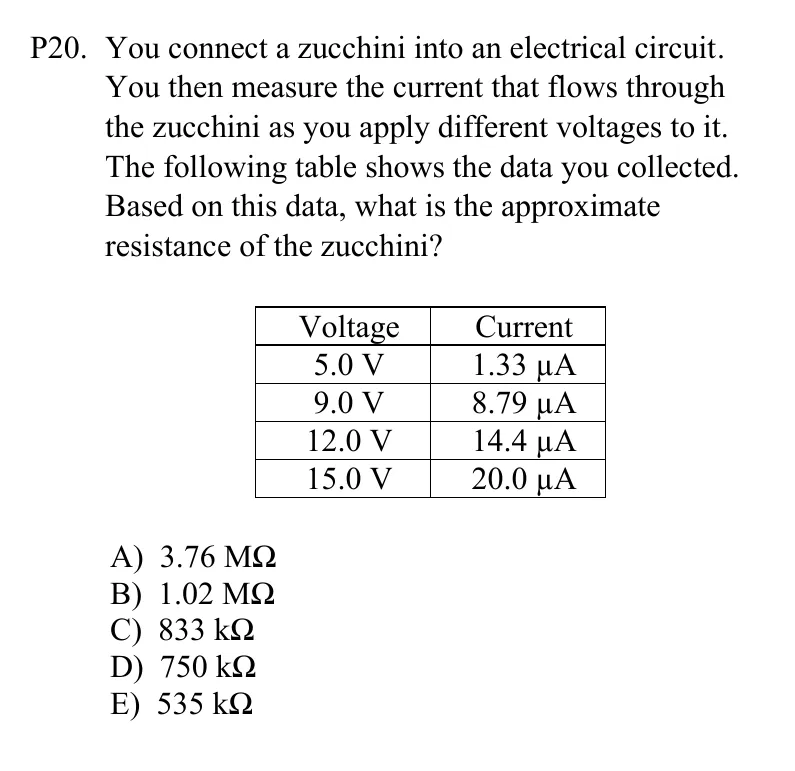 P20. You connect a zucchini into an electrical circuit.
You then measure the current that flows through
the zucchini as you apply different voltages to it.
The following table shows the data you collected.
Based on this data, what is the approximate
resistance of the zucchini?
Voltage Current
5.0 V 1.33 µA
9.0 V 8.79 µA
12.0 V 14.4 µA
15.0 V 20.0 µA
A) 3.76 MΩ
B) 1.02 MΩ
C) 833 kΩ
D) 750 kΩ
E) 535 kΩ